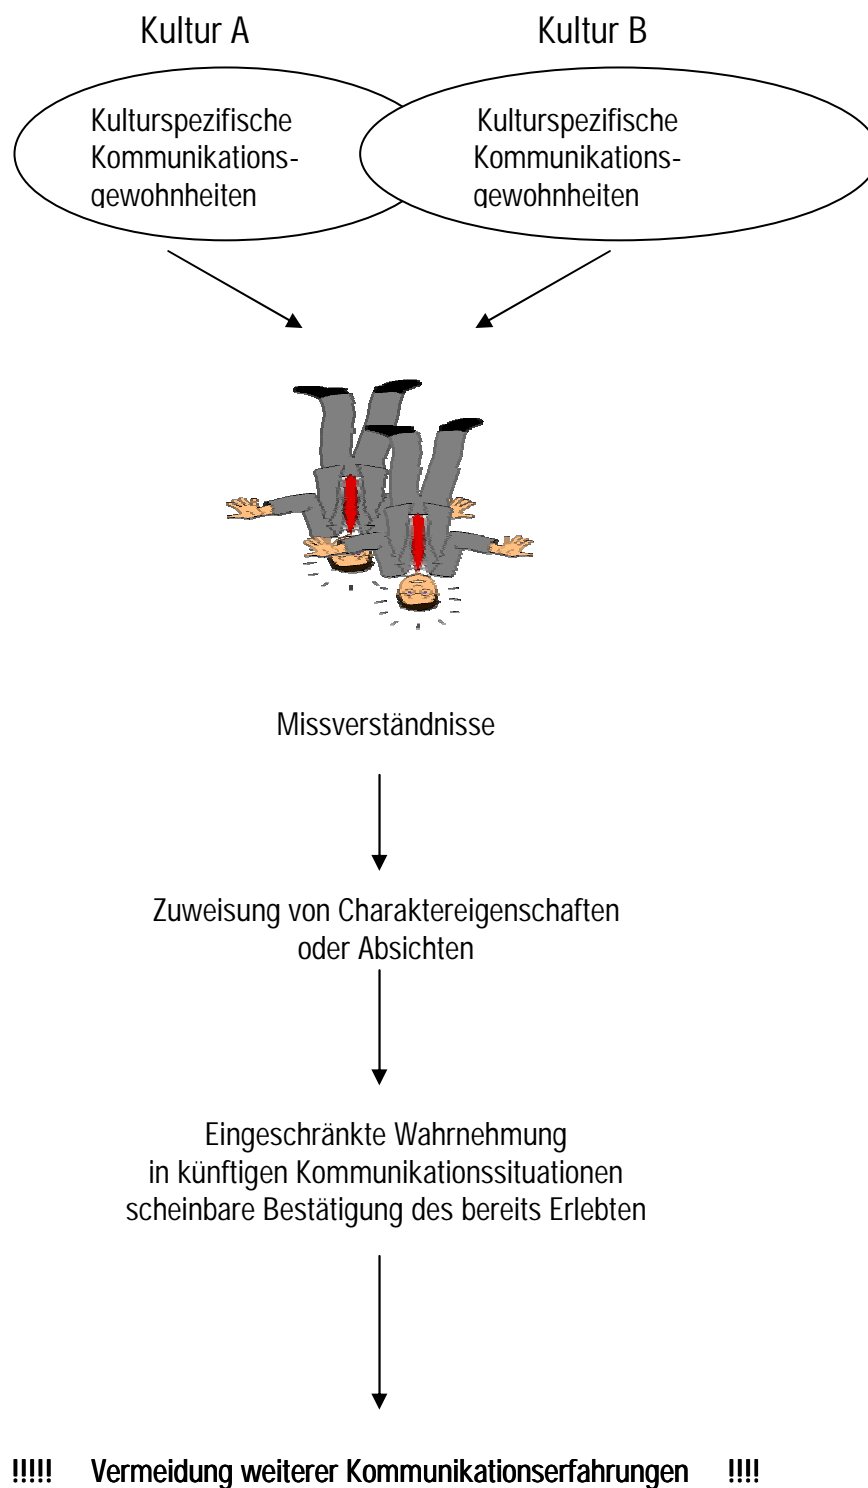 Kultur A
Kultur B
Kulturspezifische
Kommunikations-
gewohnheiten
Kulturspezifische
Kommunikations-
gewohnheiten
Missverständnisse
Zuweisung von Charaktereigenschaften
oder Absichten
Eingeschränkte Wahrnehmung
in künftigen Kommunikationssituationen
scheinbare Bestätigung des bereits Erlebten
!!!!! Vermeidung weiterer Kommunikationserfahrungen !!!!